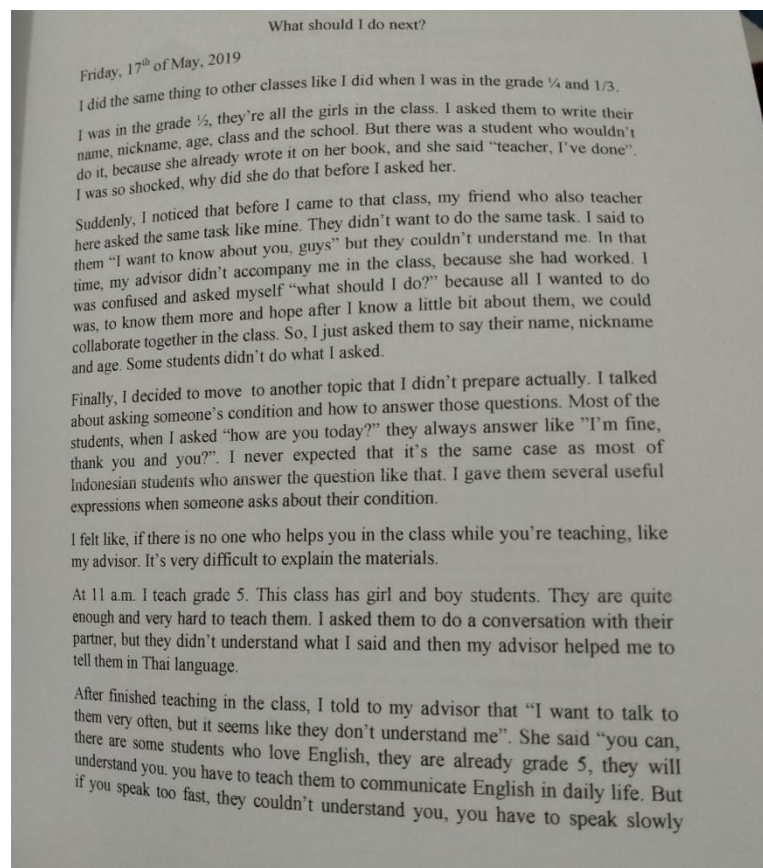 What should I do next?
Friday, 17th of May, 2019
I did the same thing to other classes like I did when I was in the grade ¼ and 1/3.
I was in the grade ½, they're all the girls in the class. I asked them to write their
name, nickname, age, class and the school. But there was a student who wouldn't
do it, because she already wrote it on her book, and she said “teacher, I've done”.
I was so shocked, why did she do that before I asked her.
Suddenly, I noticed that before I came to that class, my friend who also teacher
here asked the same task like mine. They didn't want to do the same task. I said to
them “I want to know about you, guys” but they couldn't understand me. In that
time, my advisor didn't accompany me in the class, because she had worked. I
was confused and asked myself “what should I do?” because all I wanted to do
was, to know them more and hope after I know a little bit about them, we could
collaborate together in the class. So, I just asked them to say their name, nickname
and age. Some students didn't do what I asked.
Finally, I decided to move to another topic that I didn't prepare actually. I talked
about asking someone's condition and how to answer those questions. Most of the
students, when I asked “how are you today?” they always answer like ”I'm fine,
thank you and you?”. I never expected that it's the same case as most of
Indonesian students who answer the question like that. I gave them several useful
expressions when someone asks about their condition.
I felt like, if there is no one who helps you in the class while you're teaching, like
my advisor. It's very difficult to explain the materials.
At 11 a.m. I teach grade 5. This class has girl and boy students. They are quite
enough and very hard to teach them. I asked them to do a conversation with their
partner, but they didn't understand what I said and then my advisor helped me to
tell them in Thai language.
After finished teaching in the class, I told to my advisor that “I want to talk to
them very often, but it seems like they don't understand me”. She said “you can,
there are some students who love English, they are already grade 5, they will
understand you. you have to teach them to communicate English in daily life. But
if you speak too fast, they couldn't understand you, you have to speak slowly